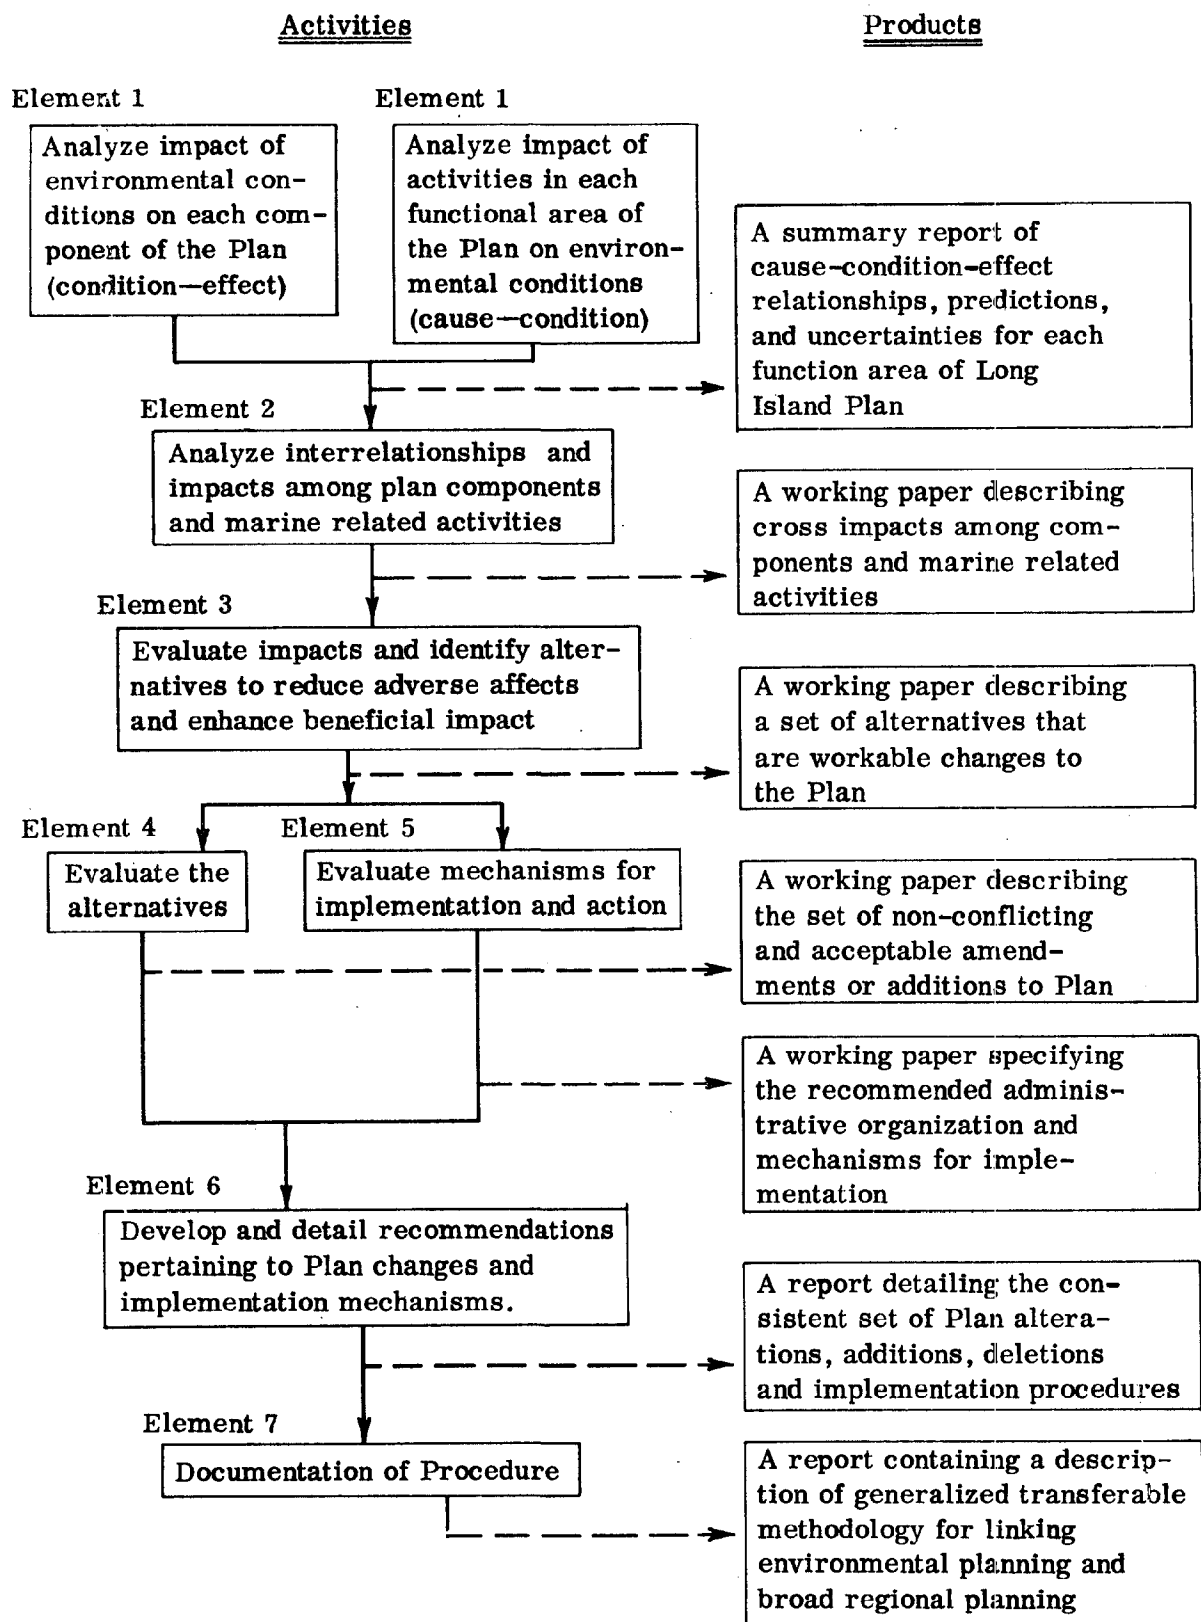 Activities
Products
Element 1
Element 1
Analyze impact of
environmental con-
ditions on each com-
ponent of the Plan
(condition—effect)
Analyze impact of
activities in each
functional area of
the Plan on environ-
mental conditions
(cause—condition)
A summary report of
cause-condition-effect
relationships, predictions,
and uncertainties for each
function area of Long
Island Plan
Element 2
Analyze interrelationships and
impacts among plan components
and marine related activities
A working paper describing
cross impacts among com-
ponents and marine related
activities
Element 3
Evaluate impacts and identify alter-
natives to reduce adverse affects
and enhance beneficial impact
A working paper describing
a set of alternatives that
are workable changes to
the Plan
Element 4
Element 5
Evaluate the
alternatives
Evaluate mechanisms for
implementation and action
A working paper describing
the set of non-conflicting
and acceptable amend-
ments or additions to Plan
A working paper specifying
the recommended adminis-
trative organization and
mechanisms for imple-
mentation
Element 6
Develop and detail recommendations
pertaining to Plan changes and
implementation mechanisms.
A report detailing the con-
sistent set of Plan altera-
tions, additions, deletions
and implementation procedures
Element 7
Documentation of Procedure
A report containing a descrip-
tion of generalized transferable
methodology for linking
environmental planning and
broad regional planning